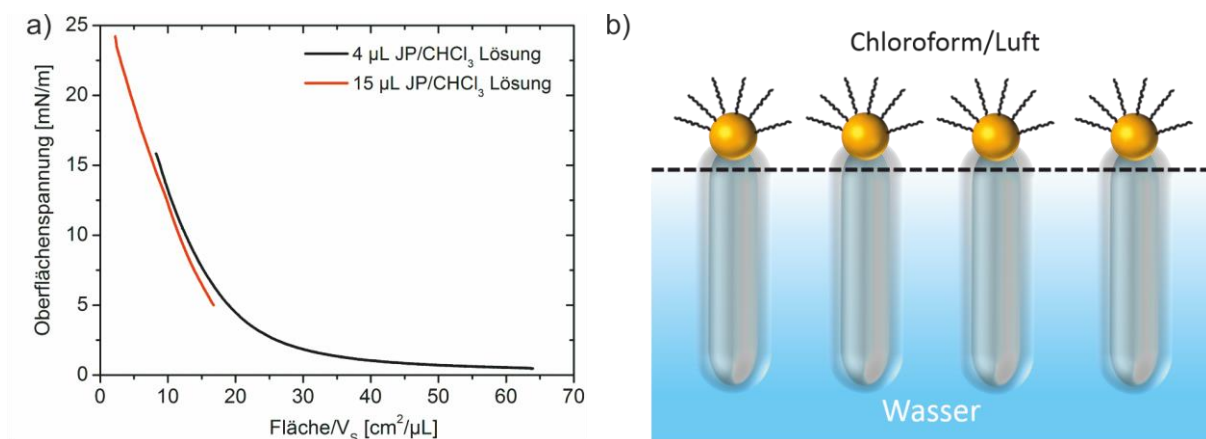 a)
Oberflächenspannung [mN/m]
25
20
15
10
5
0
4 µL JP/CHCl₃ Lösung
15 µL JP/CHCl₃ Lösung
0 10 20 30 40 50 60 70
Fläche/Vₛ [cm²/µL]
b)
Chloroform/Luft
Wasser